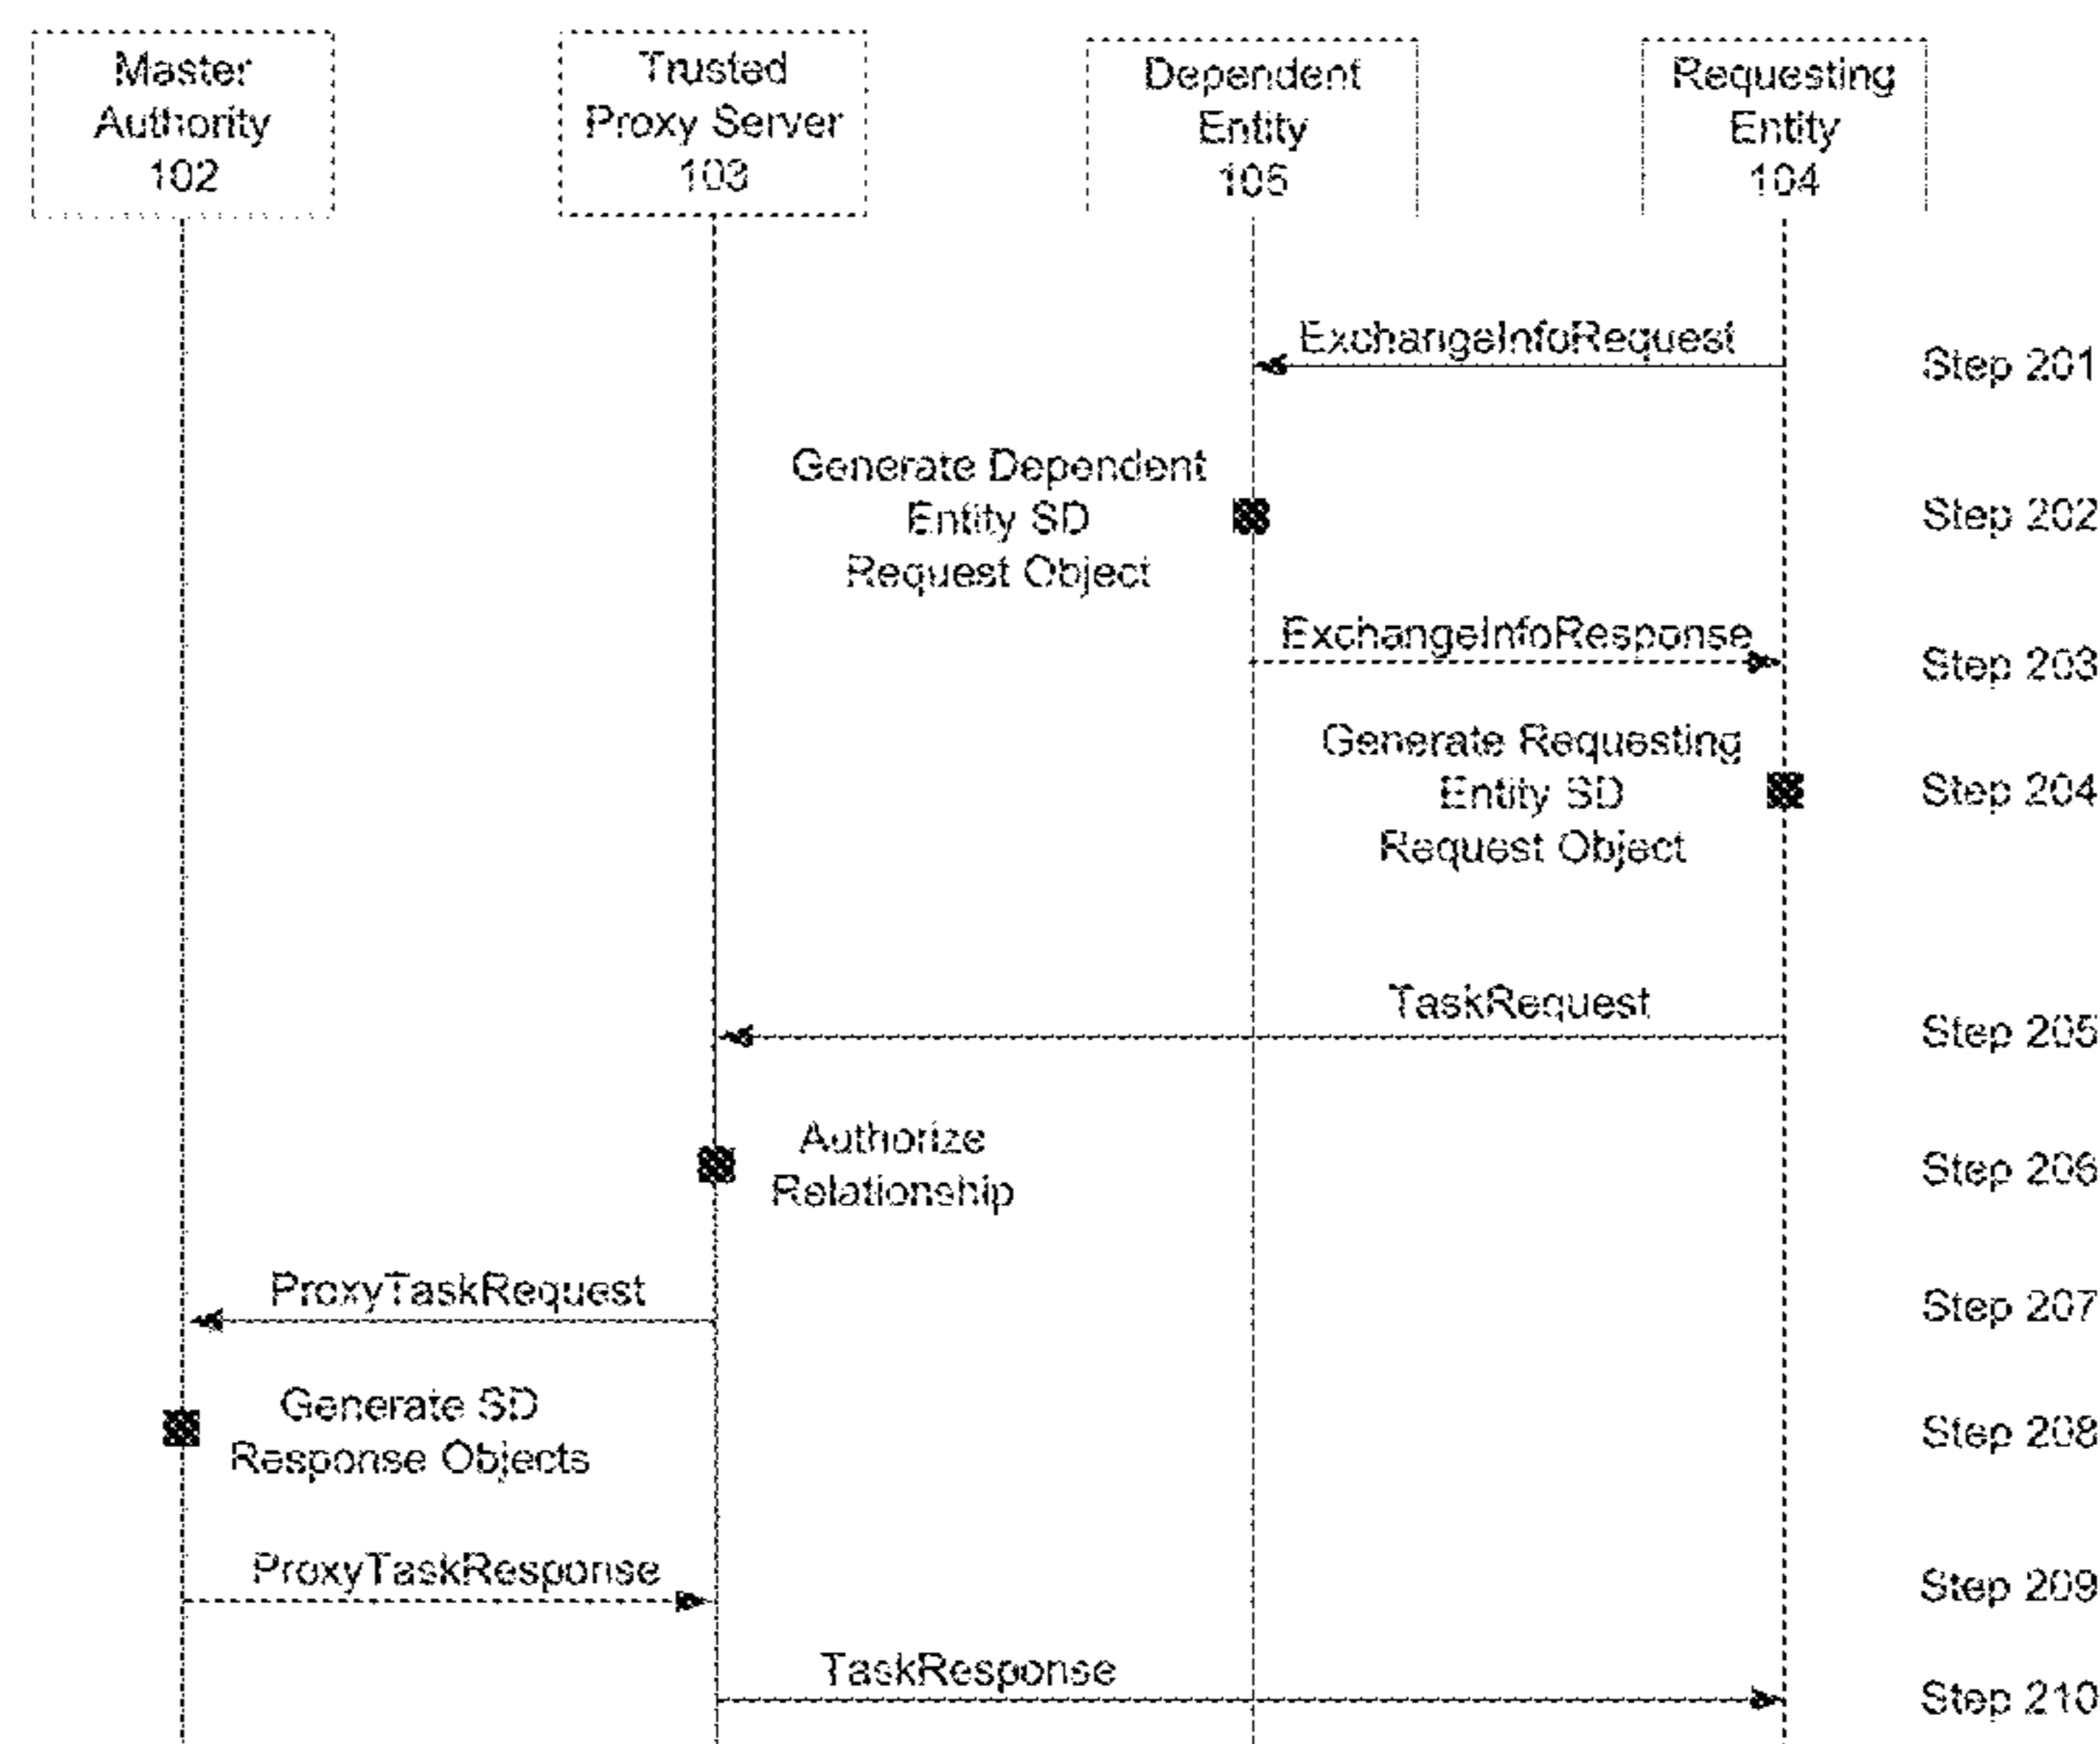 Master
Authority
102
Trusted
Proxy Server
103
Dependent
Entity
105
Requesting
Entity
104
ExchangeInfoRequest
Step 201
Generate Dependent
Entity SD
Request Object
Step 202
ExchangeInfoResponse
Step 203
Generate Requesting
Entity SD
Request Object
Step 204
TaskRequest
Step 205
Authorize
Relationship
Step 206
ProxyTaskRequest
Step 207
Generate SD
Response Objects
Step 208
ProxyTaskResponse
Step 209
TaskResponse
Step 210